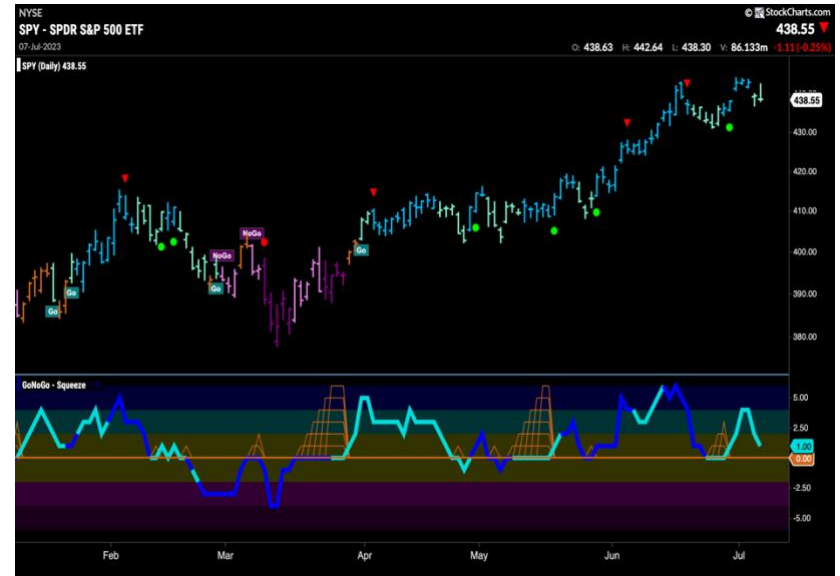 NYSE
© StockCharts.com
SPY - SPDR S&P 500 ETF
438.55
07-Jul-2023
O: 438.63 H: 442.64 L: 438.30 V: 86.133m -1.11 (-0.25%)
SPY (Daily) 438.55
438.55
430.00
420.00
410.00
NoGo
NoGo
400.00
Go
Go
Go
390.00
Go
380.00
GoNoGo - Squeeze
5.00
2.50
1.00
0.00
-2.50
-5.00
Feb Mar Apr May Jun Jul